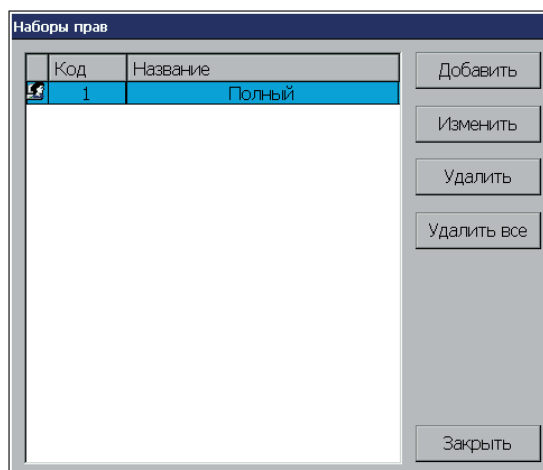 Наборы прав
Код Название
1 Полный
Добавить
Изменить
Удалить
Удалить все
Закрыть